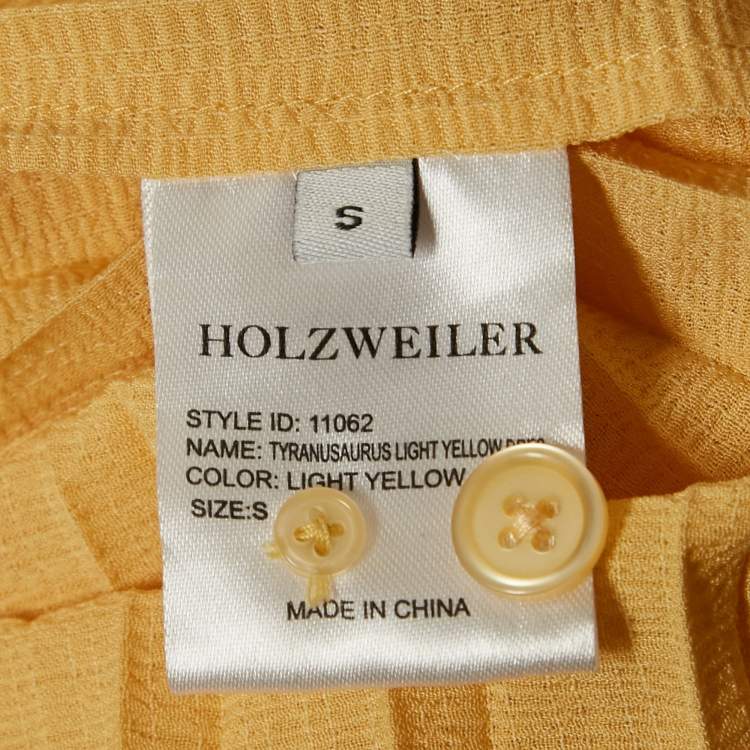 S
HOLZWEILER
STYLE ID: 11062
NAME: TYRANUSAURUS LIGHT YELLOW
COLOR: LIGHT YELLOW
SIZE:S
MADE IN CHINA